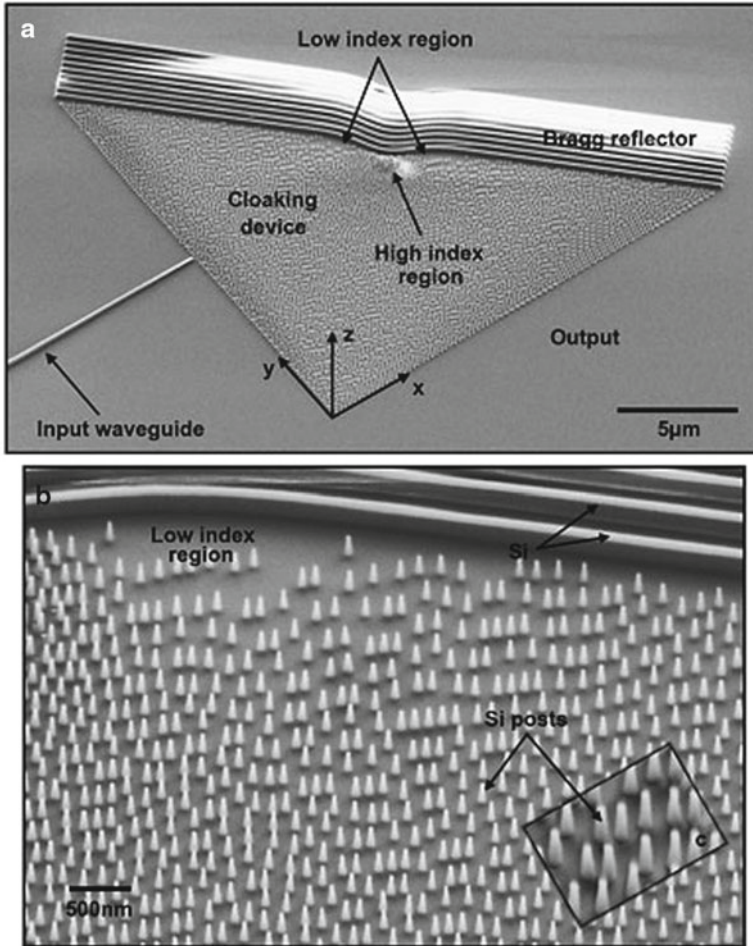 a
Low index region
Bragg reflector
Cloaking
device
High index
region
Output
z
y
x
Input waveguide
5μm
b
Low index
region
Si
Si posts
c
500nm